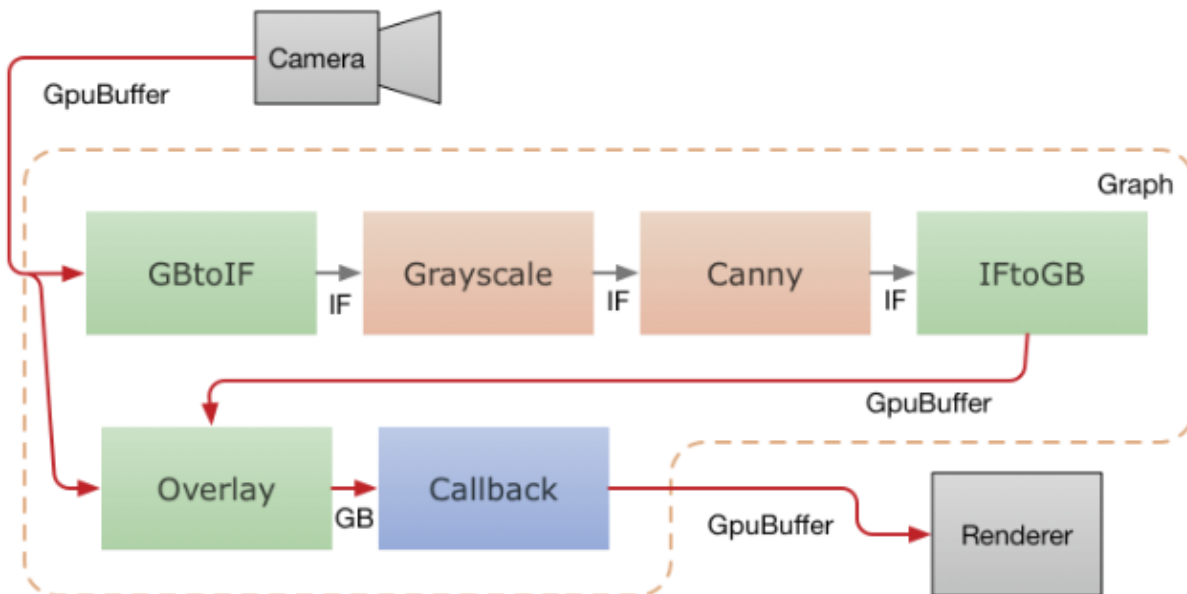 Camera
GpuBuffer
Graph
GBtoIF
IF
Grayscale
IF
Canny
IF
IFtoGB
GpuBuffer
Overlay
GB
Callback
GpuBuffer
Renderer